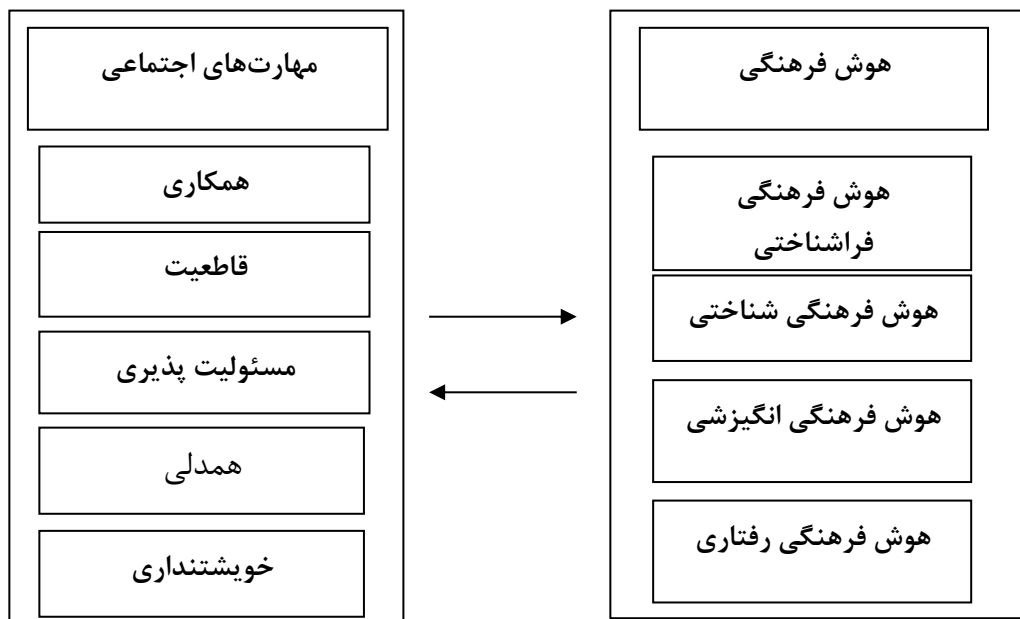 هوش فرهنگی
هوش فرهنگی
فراشناختی
هوش فرهنگی شناختی
هوش فرهنگی انگیزشی
هوش فرهنگی رفتاری
مهارت‌های اجتماعی
همکاری
قاطعیت
مسئولیت پذیری
همدلی
خویشتنداری